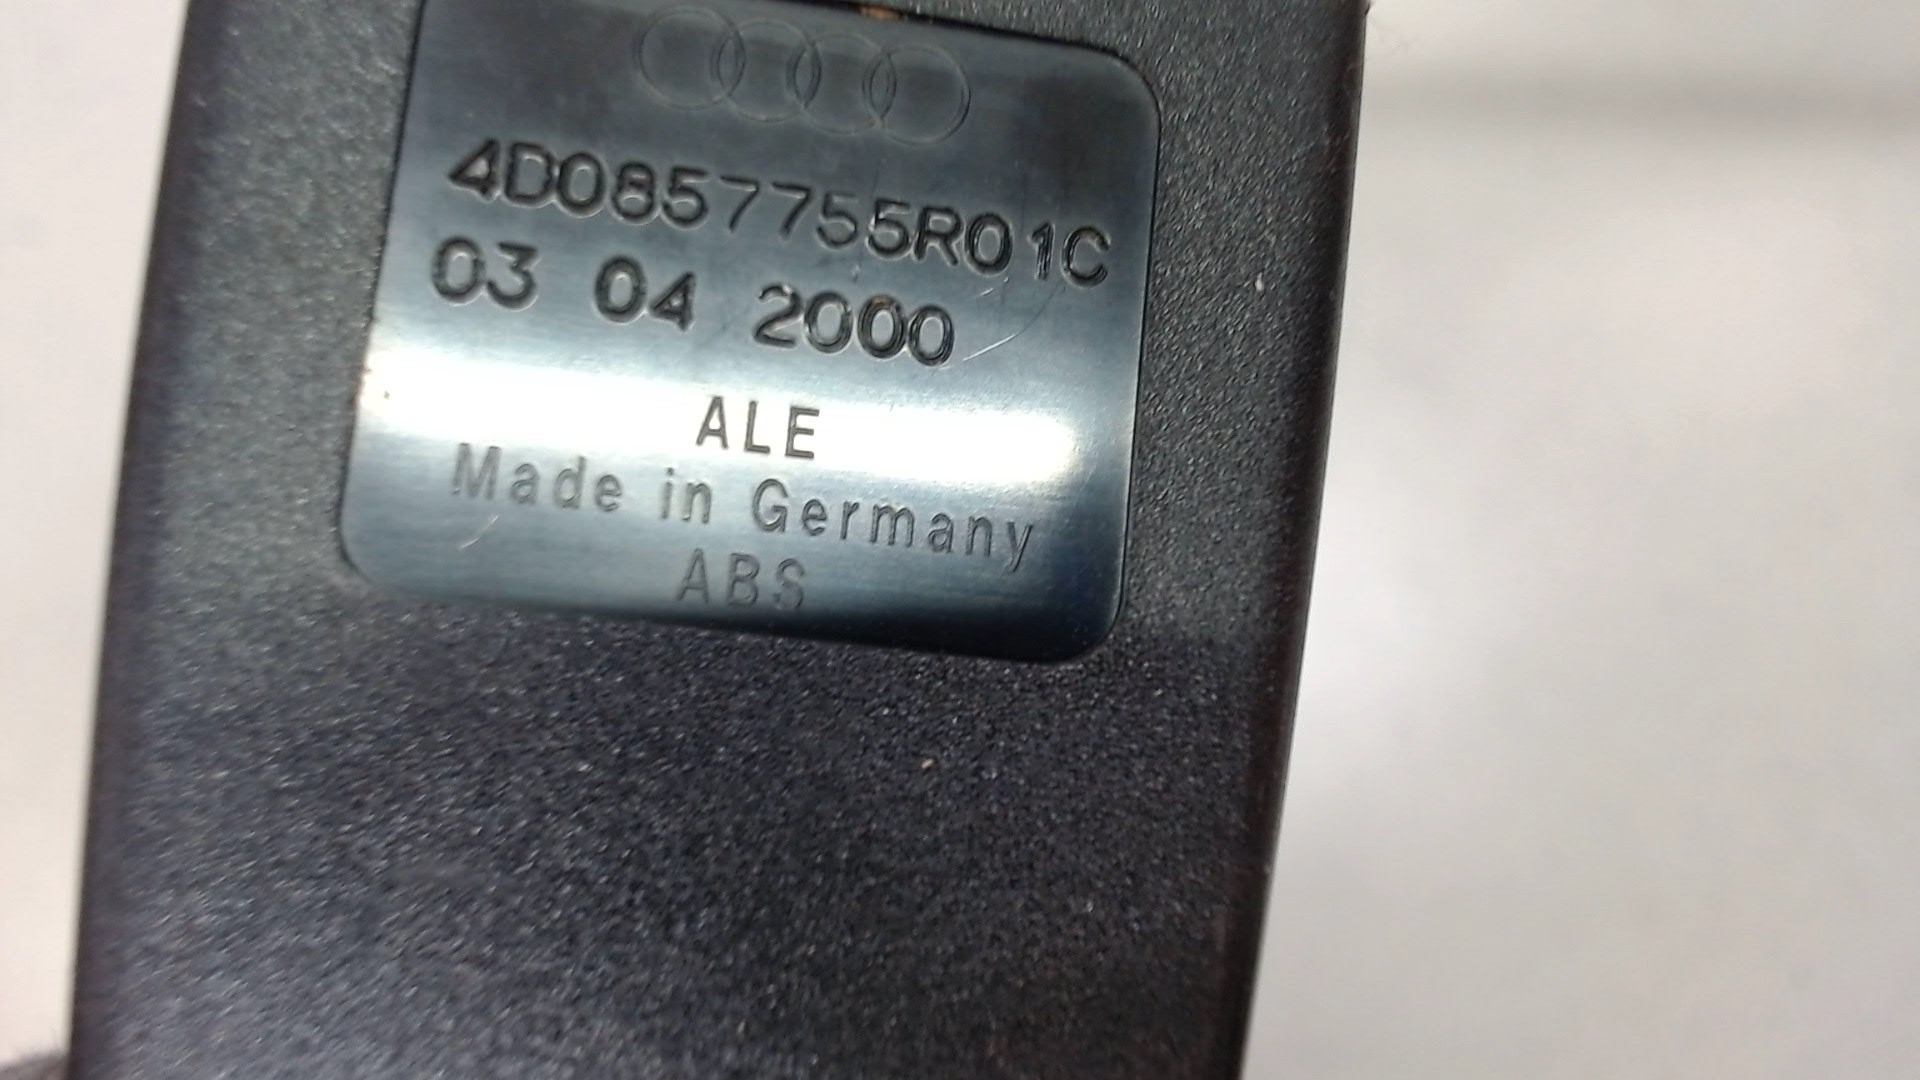 4D0857755R01C
03 04 2000
ALE
Made in Germany
ABS